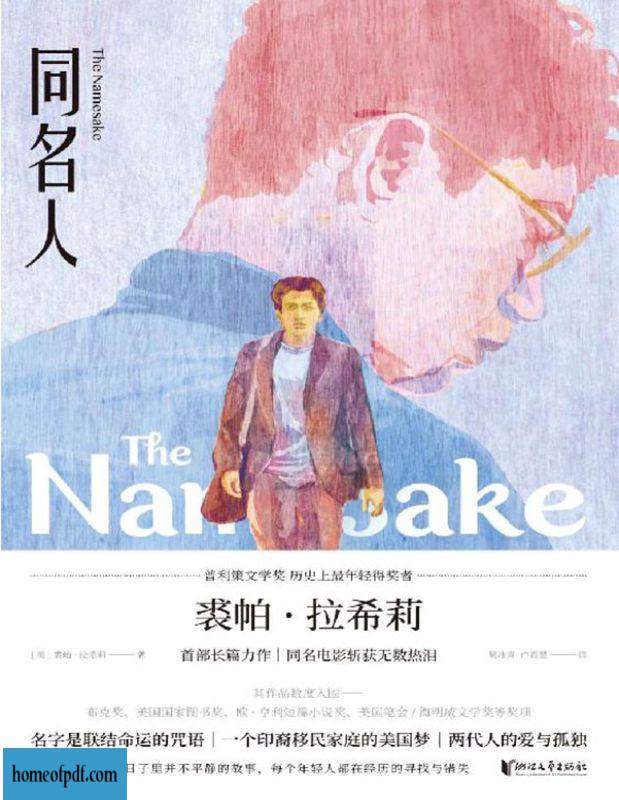 同名人
The Namesake
The
Nam sake
普利策文学奖 历史上最年轻得奖者
裘帕·拉希莉
[美] 裘帕·拉希莉——著
首部长篇力作|同名电影斩获无数热泪
卢肖慧 译
其作品数度入围——
布克奖、美国国家图书奖、欧·亨利短篇小说奖、美国笔会/海明威文学奖等奖项
名字是联结命运的咒语|一个印裔移民家庭的美国梦|两代人的爱与孤独
日子里并不平静的故事,每个年轻人都在经历的寻找与错失
浙江文艺出版社
homeofpdf.com